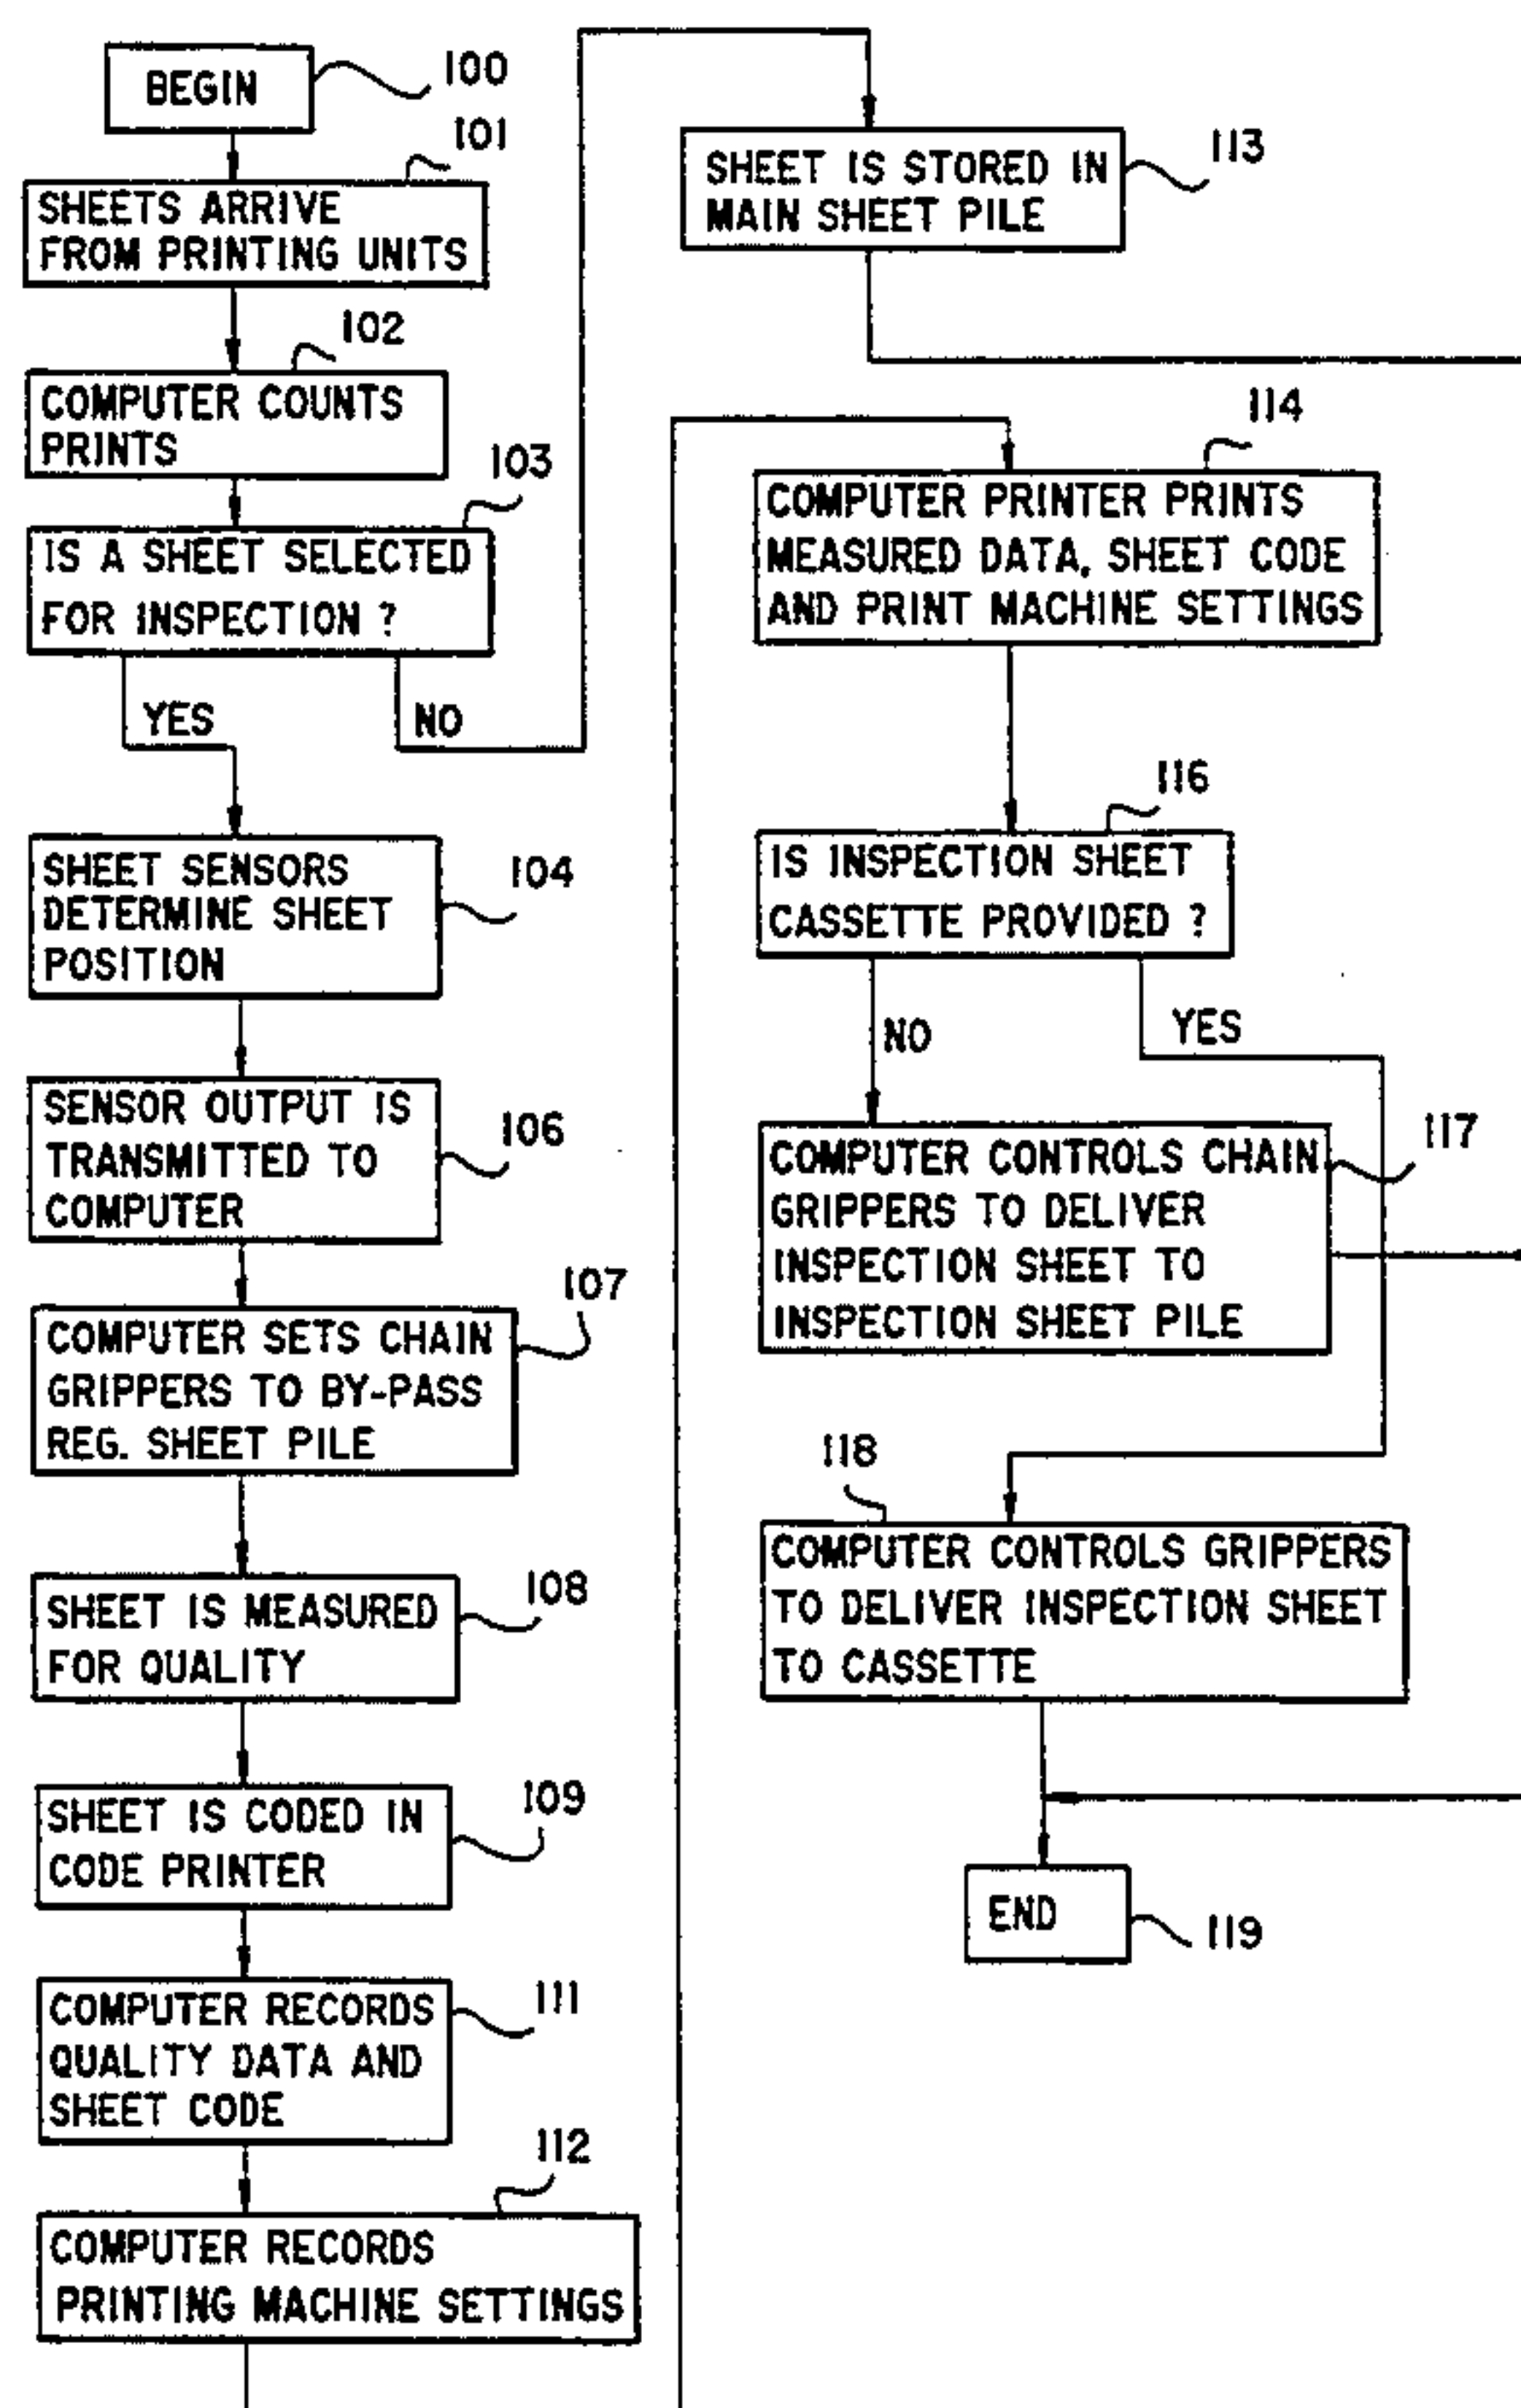 BEGIN
100
101
SHEETS ARRIVE
FROM PRINTING UNITS
102
COMPUTER COUNTS
PRINTS
103
IS A SHEET SELECTED
FOR INSPECTION ?
YES
NO
SHEET SENSORS
DETERMINE SHEET
POSITION
104
SENSOR OUTPUT IS
TRANSMITTED TO
COMPUTER
106
107
COMPUTER SETS CHAIN
GRIPPERS TO BY-PASS
REG. SHEET PILE
SHEET IS MEASURED
FOR QUALITY
108
SHEET IS CODED IN
CODE PRINTER
109
COMPUTER RECORDS
QUALITY DATA AND
SHEET CODE
111
112
COMPUTER RECORDS
PRINTING MACHINE SETTINGS
SHEET IS STORED IN
MAIN SHEET PILE
113
114
COMPUTER PRINTER PRINTS
MEASURED DATA, SHEET CODE
AND PRINT MACHINE SETTINGS
116
IS INSPECTION SHEET
CASSETTE PROVIDED ?
NO
YES
COMPUTER CONTROLS CHAIN
GRIPPERS TO DELIVER
INSPECTION SHEET TO
INSPECTION SHEET PILE
117
118
COMPUTER CONTROLS GRIPPERS
TO DELIVER INSPECTION SHEET
TO CASSETTE
END
119